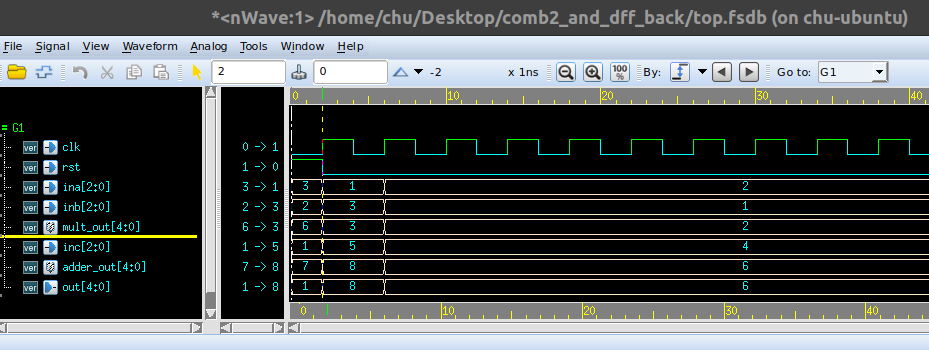 *<nWave:1> /home/chu/Desktop/comb2_and_dff_back/top.fsdb (on chu-ubuntu)
File Signal View Waveform Analog Tools Window Help
2 0 -2 x 1ns 100 % By: Go to: G1
0 10 20 30 40
= G1
ver clk 0 -> 1
ver rst 1 -> 0
ver ina[2:0] 3 -> 1 3 1 2
ver inb[2:0] 2 -> 3 2 3 1
ver mult_out[4:0] 6 -> 3 6 3 2
ver inc[2:0] 1 -> 5 1 5 4
ver adder_out[4:0] 7 -> 8 7 8 6
ver out[4:0] 1 -> 8 1 8 6
0 20 40